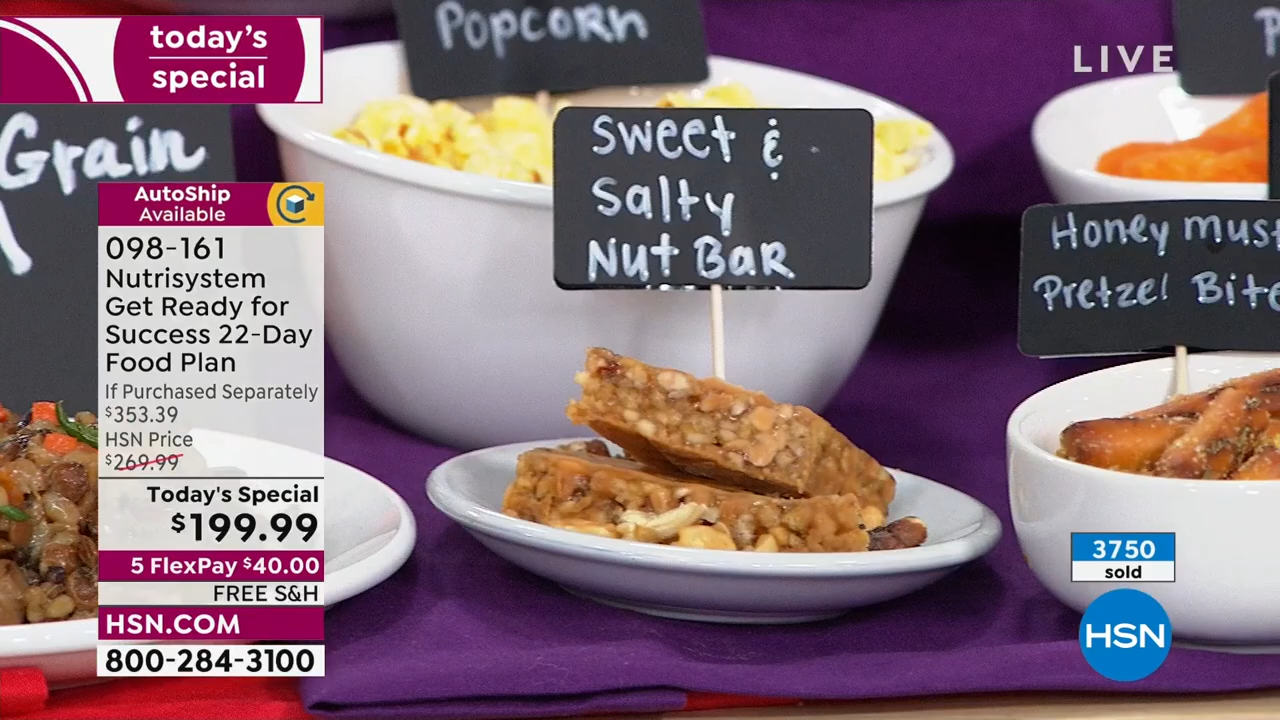 today's
special
Popcorn
LIVE
Grain
Sweet &
Salty
Nut Bar
Honey must
Pretzel Bite
AutoShip
Available
098-161
Nutrisystem
Get Ready for
Success 22-Day
Food Plan
If Purchased Separately
$353.39
HSN Price
$269.99
Today's Special
$199.99
5 FlexPay $40.00
FREE S&H
HSN.COM
800-284-3100
3750
sold
HSN